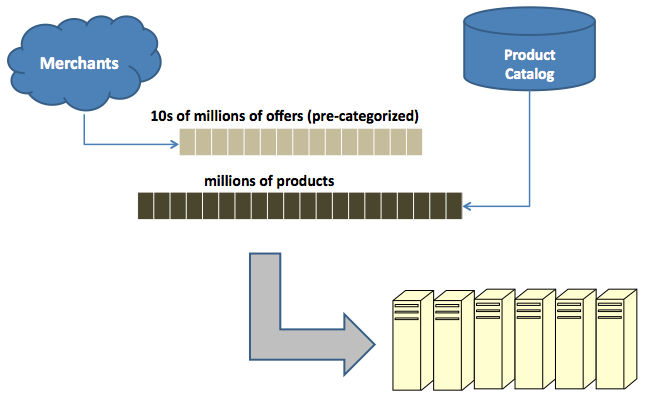 Merchants
Product
Catalog
10s of millions of offers (pre-categorized)
millions of products